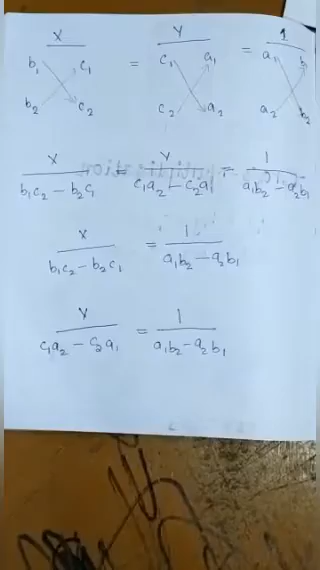 X = Y = 1
b₁ c₁ c₁ a₁ a₁ b₁
b₂ c₂ c₂ a₂ a₂ b₂
X / (b₁c₂ - b₂c₁) = Y / (c₁a₂ - c₂a₁) = 1 / (a₁b₂ - a₂b₁)
X / (b₁c₂ - b₂c₁) = 1 / (a₁b₂ - a₂b₁)
Y / (c₁a₂ - c₂a₁) = 1 / (a₁b₂ - a₂b₁)